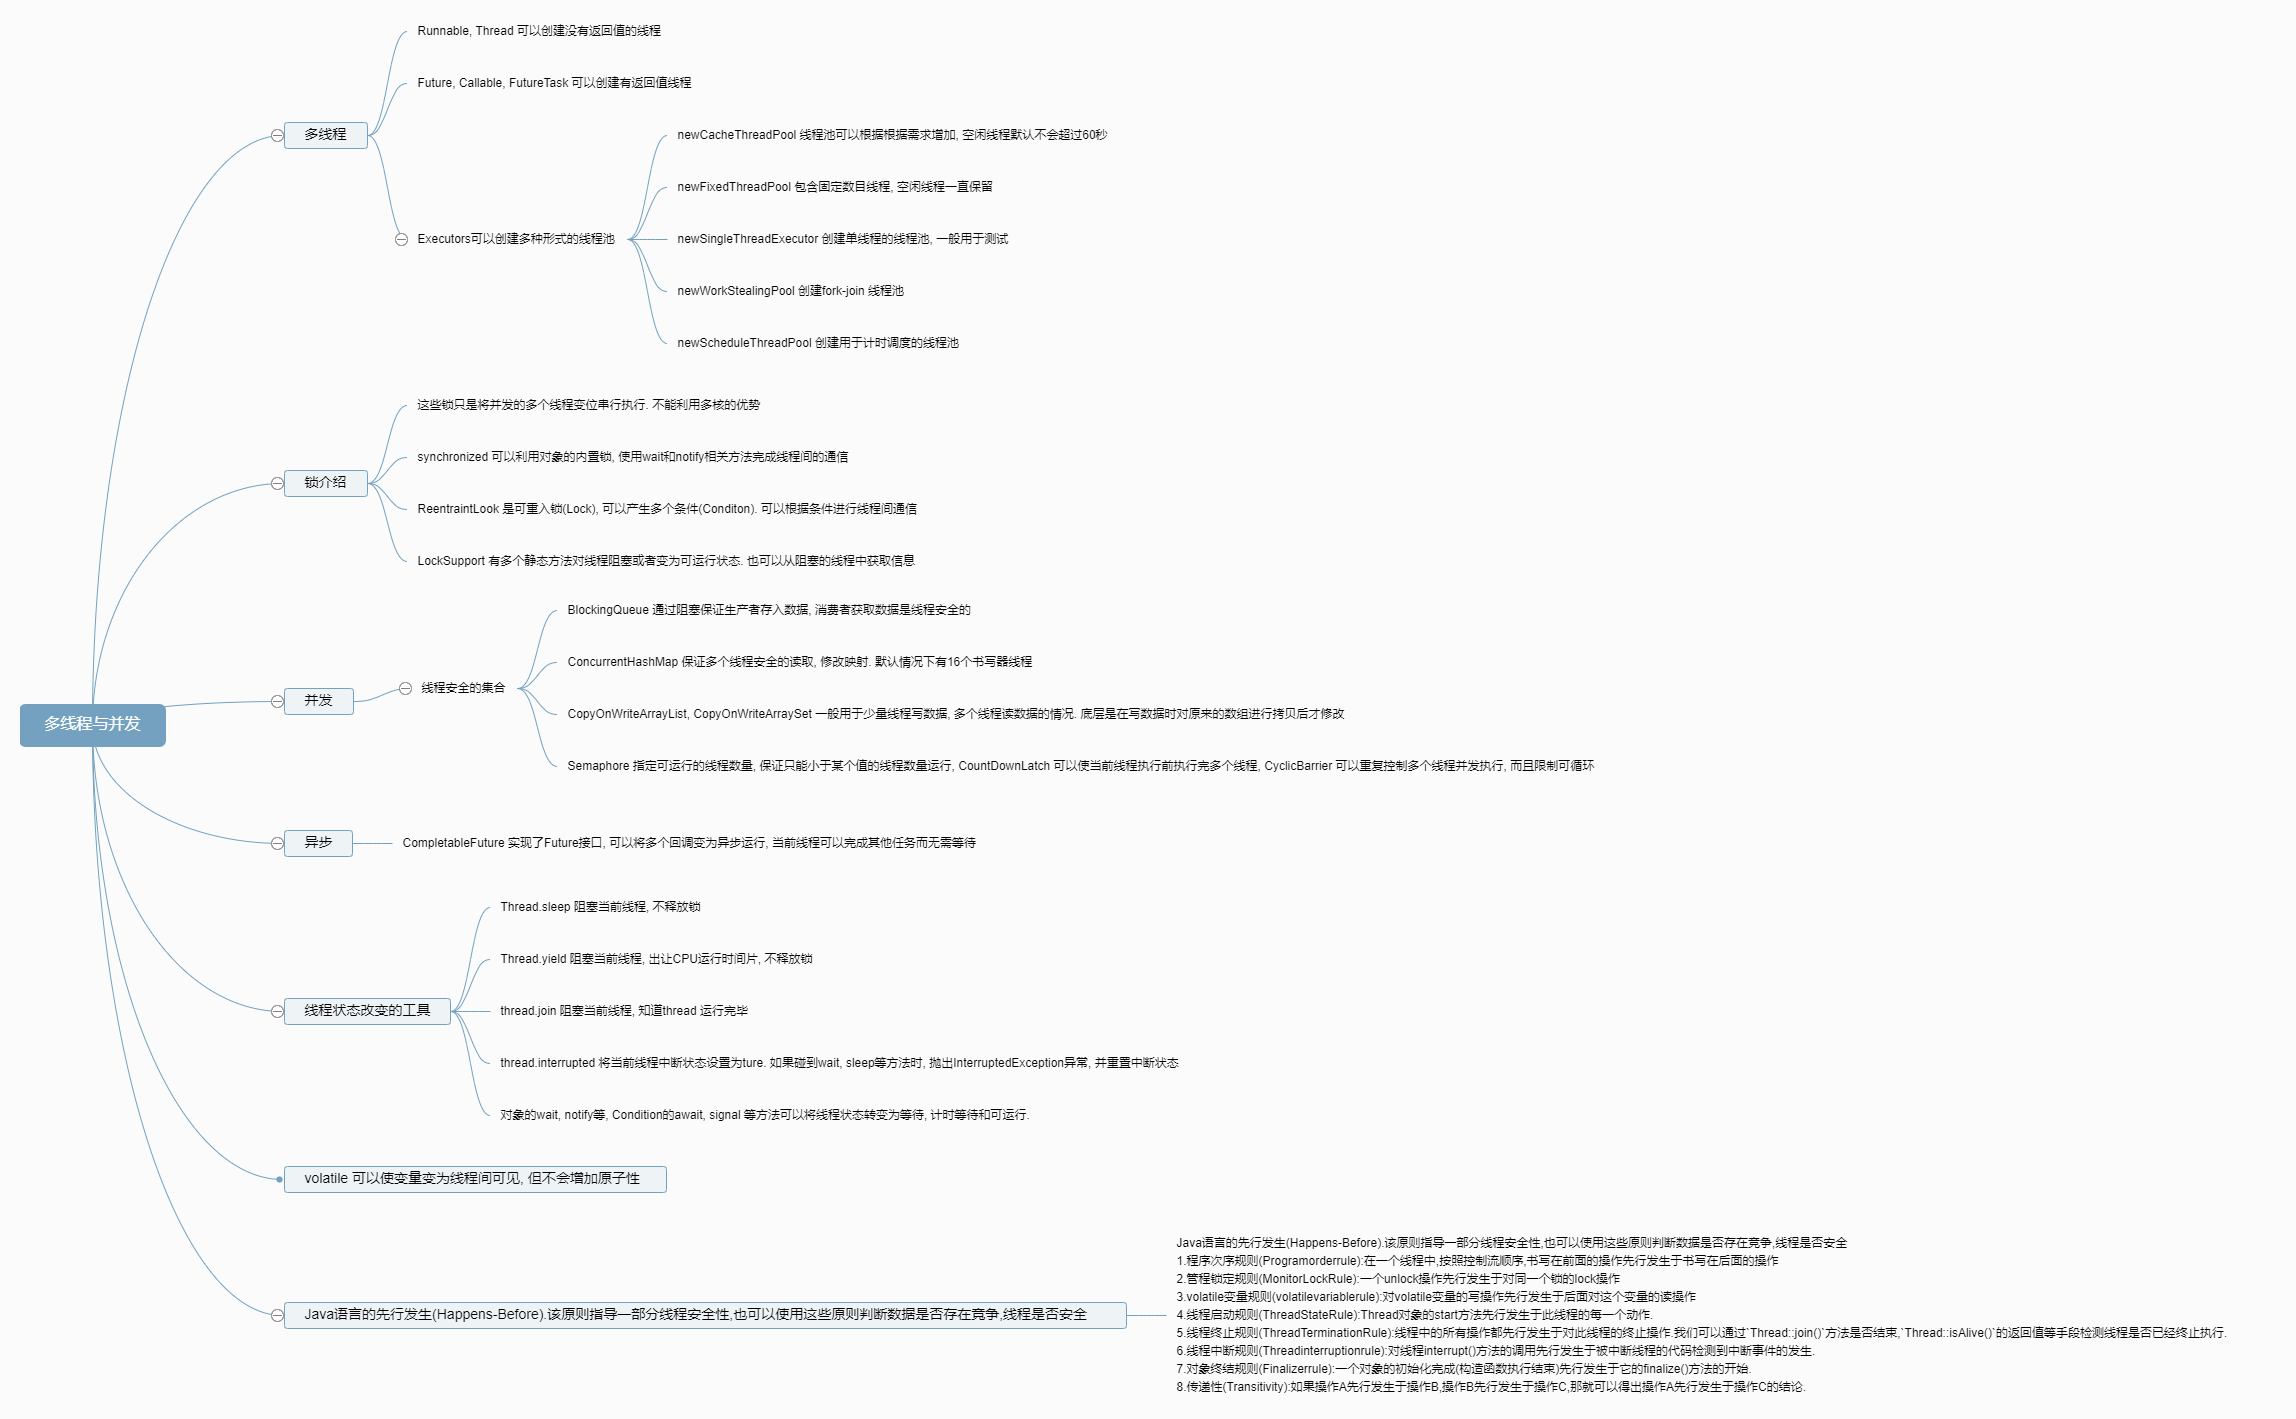 多线程与并发
多线程
Runnable, Thread 可以创建没有返回值的线程
Future, Callable, FutureTask 可以创建有返回值线程
Executors可以创建多种形式的线程池
newCacheThreadPool 线程池可以根据根据需求增加, 空闲线程默认不会超过60秒
newFixedThreadPool 包含固定数目线程, 空闲线程一直保留
newSingleThreadExecutor 创建单线程的线程池, 一般用于测试
newWorkStealingPool 创建fork-join 线程池
newScheduleThreadPool 创建用于计时调度的线程池
锁介绍
这些锁只是将并发的多个线程变位串行执行. 不能利用多核的优势
synchronized 可以利用对象的内置锁, 使用wait和notify相关方法完成线程间的通信
ReentraintLook 是可重入锁(Lock), 可以产生多个条件(Conditon). 可以根据条件进行线程间通信
LockSupport 有多个静态方法对线程阻塞或者变为可运行状态. 也可以从阻塞的线程中获取信息
并发
线程安全的集合
BlockingQueue 通过阻塞保证生产者存入数据, 消费者获取数据是线程安全的
ConcurrentHashMap 保证多个线程安全的读取, 修改映射. 默认情况下有16个书写器线程
CopyOnWriteArrayList, CopyOnWriteArraySet 一般用于少量线程写数据, 多个线程读数据的情况. 底层是在写数据时对原来的数组进行拷贝后才修改
Semaphore 指定可运行的线程数量, 保证只能小于某个值的线程数量运行, CountDownLatch 可以使当前线程执行前执行完多个线程, CyclicBarrier 可以重复控制多个线程并发执行, 而且限制可循环
异步
CompletableFuture 实现了Future接口, 可以将多个回调变为异步运行, 当前线程可以完成其他任务而无需等待
线程状态改变的工具
Thread.sleep 阻塞当前线程, 不释放锁
Thread.yield 阻塞当前线程, 出让CPU运行时间片, 不释放锁
thread.join 阻塞当前线程, 知道thread 运行完毕
thread.interrupted 将当前线程中断状态设置为ture. 如果碰到wait, sleep等方法时, 抛出InterruptedException异常, 并重置中断状态
对象的wait, notify等, Condition的await, signal 等方法可以将线程状态转变为等待, 计时等待和可运行.
volatile 可以使变量变为线程间可见, 但不会增加原子性
Java语言的先行发生(Happens-Before).该原则指导一部分线程安全性,也可以使用这些原则判断数据是否存在竟争,线程是否安全
Java语言的先行发生(Happens-Before).该原则指导一部分线程安全性,也可以使用这些原则判断数据是否存在竟争,线程是否安全
1.程序次序规则(Programorderrule):在一个线程中,按照控制流顺序,书写在前面的操作先行发生于书写在后面的操作
2.管程锁定规则(MonitorLockRule):一个unlock操作先行发生于对同一个锁的lock操作
3.volatile变量规则(volatilevariablerule):对volatile变量的写操作先行发生于后面对这个变量的读操作
4.线程启动规则(ThreadStateRule):Thread对象的start方法先行发生于此线程的每一个动作.
5.线程终止规则(ThreadTerminationRule):线程中的所有操作都先行发生于对此线程的终止操作.我们可以通过`Thread::join()`方法是否结束,`Thread::isAlive()`的返回值等手段检测线程是否已经终止执行.
6.线程中断规则(Threadinterruptionrule):对线程interrupt()方法的调用先行发生于被中断线程的代码检测到中断事件的发生.
7.对象终结规则(Finalizerrule):一个对象的初始化完成(构造函数执行结束)先行发生于它的finalize()方法的开始.
8.传递性(Transitivity):如果操作A先行发生于操作B,操作B先行发生于操作C,那就可以得出操作A先行发生于操作C的结论.